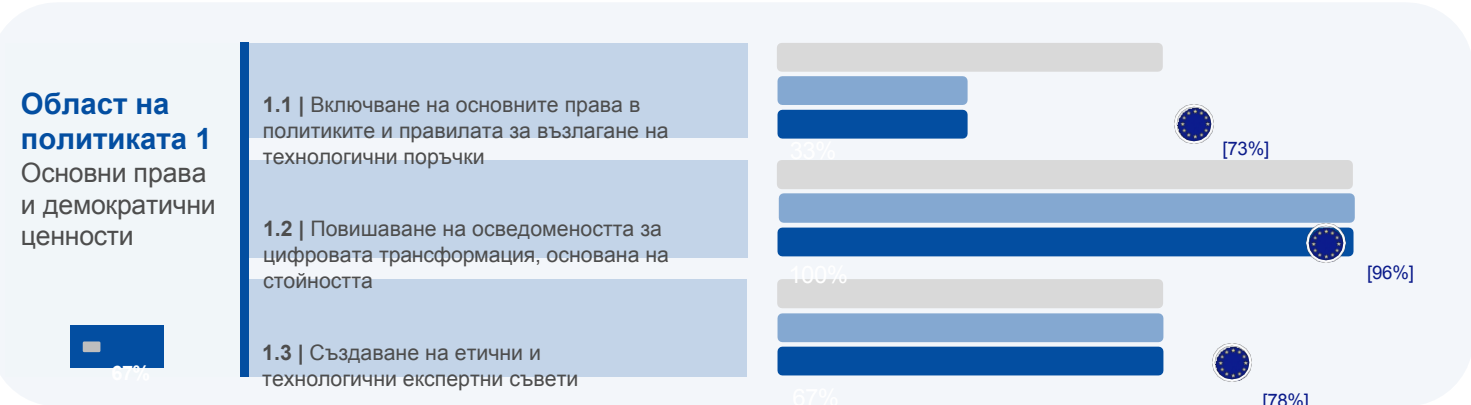 Област на
политиката 1
Основни права
и демократични
ценности
67%
1.1 | Включване на основните права в
политиките и правилата за възлагане на
технологични поръчки
33%
[73%]
1.2 | Повишаване на осведомеността за
цифровата трансформация, основана на
стойността
100%
[96%]
1.3 | Създаване на етични и
технологични експертни съвети
67%
[78%]